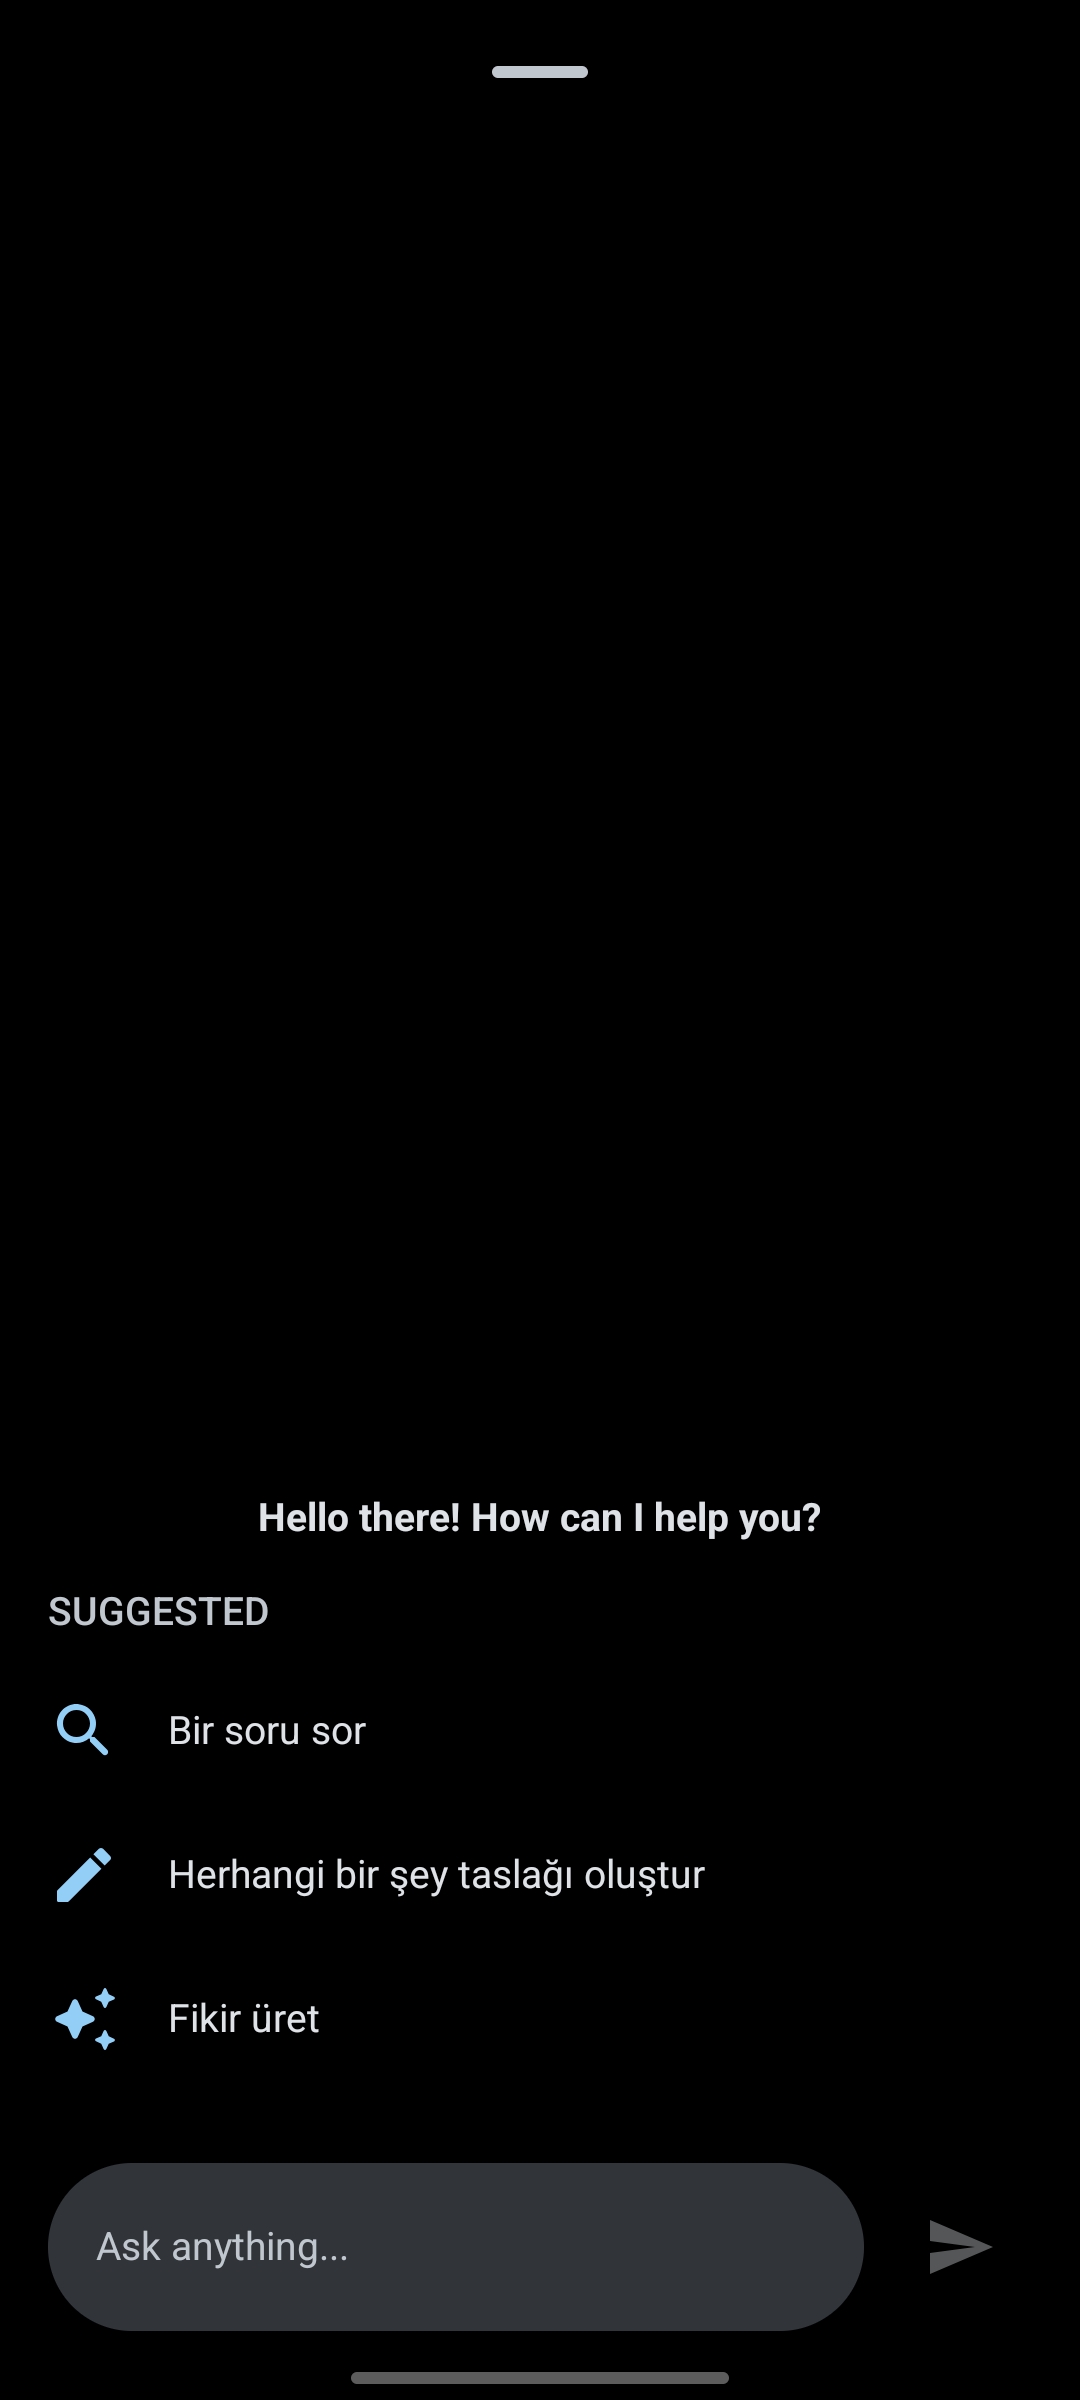 Hello there! How can I help you?
SUGGESTED
Bir soru sor
Herhangi bir şey taslağı oluştur
Fikir üret
Ask anything...